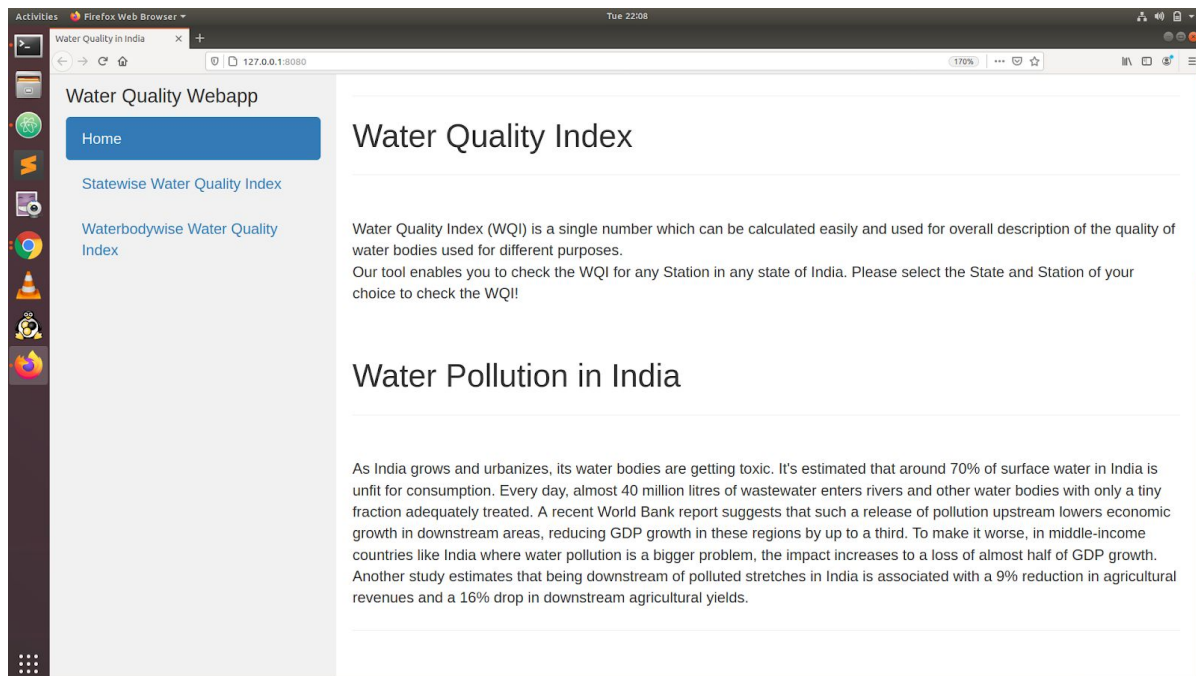 Activities
Firefox Web Browser
Tue 22:08
Water Quality in India
127.0.0.1:8080
170%
Water Quality Webapp
Home
Statewise Water Quality Index
Waterbodywise Water Quality
Index
Water Quality Index
Water Quality Index (WQI) is a single number which can be calculated easily and used for overall description of the quality of
water bodies used for different purposes.
Our tool enables you to check the WQI for any Station in any state of India. Please select the State and Station of your
choice to check the WQI!
Water Pollution in India
As India grows and urbanizes, its water bodies are getting toxic. It's estimated that around 70% of surface water in India is
unfit for consumption. Every day, almost 40 million litres of wastewater enters rivers and other water bodies with only a tiny
fraction adequately treated. A recent World Bank report suggests that such a release of pollution upstream lowers economic
growth in downstream areas, reducing GDP growth in these regions by up to a third. To make it worse, in middle-income
countries like India where water pollution is a bigger problem, the impact increases to a loss of almost half of GDP growth.
Another study estimates that being downstream of polluted stretches in India is associated with a 9% reduction in agricultural
revenues and a 16% drop in downstream agricultural yields.